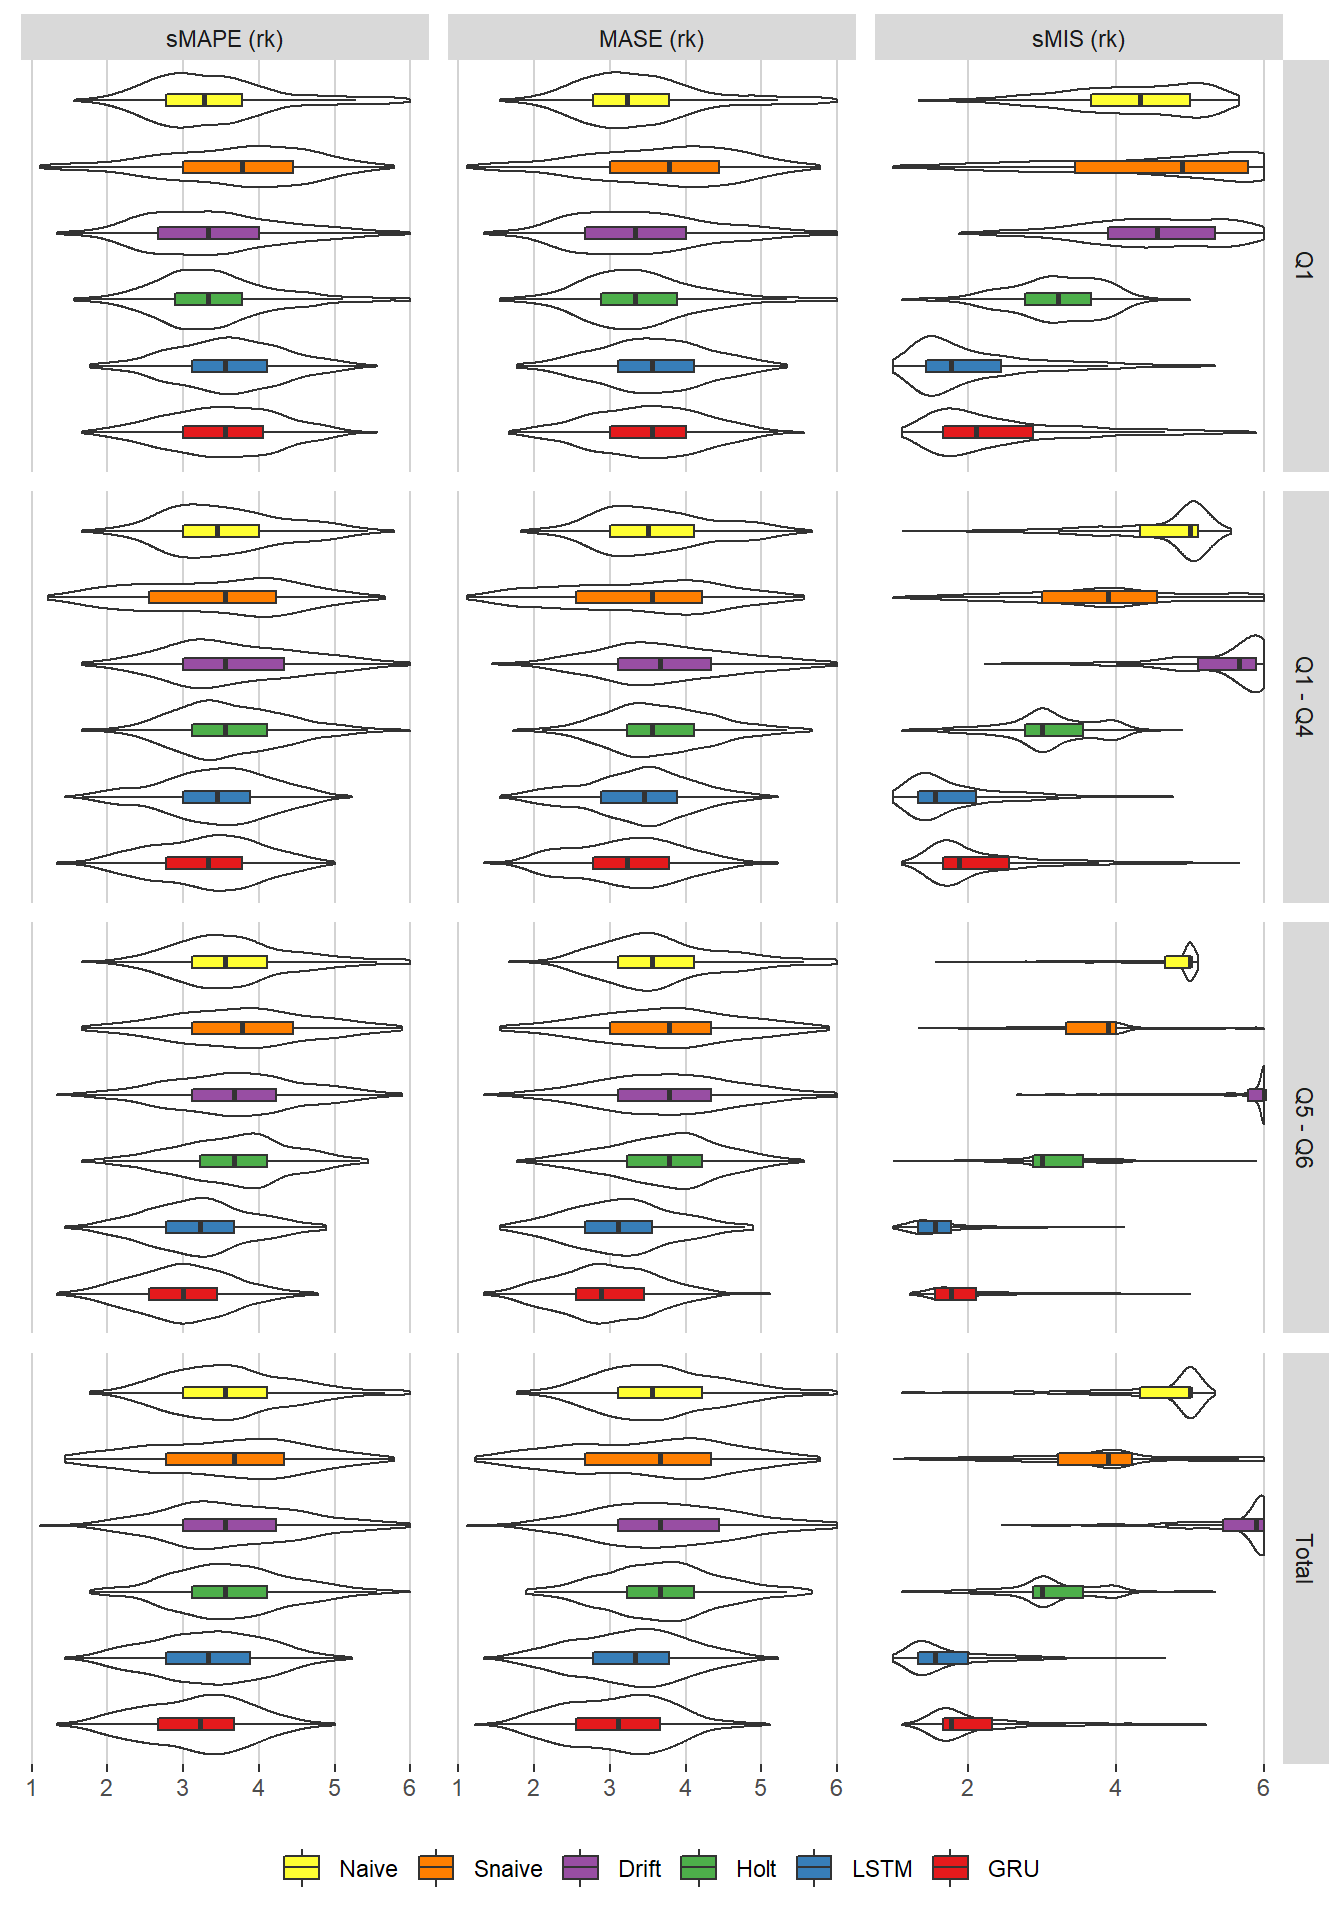 sMAPE (rk) MASE (rk) sMIS (rk)
Q1
Q1 - Q4
Q5 - Q6
Total
1 2 3 4 5 6 1 2 3 4 5 6 2 4 6
Naive Snaive Drift Holt LSTM GRU